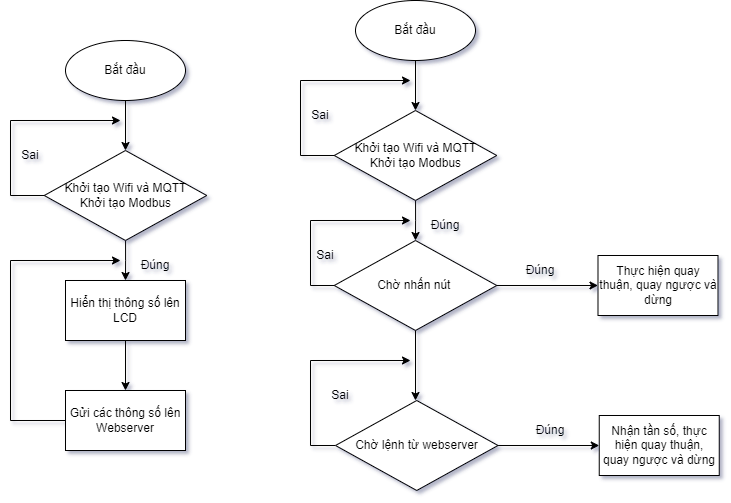 Bắt đầu
Sai
Khởi tạo Wifi và MQTT
Khởi tạo Modbus
Đúng
Hiển thị thông số lên
LCD
Gửi các thông số lên
Webserver
Bắt đầu
Sai
Khởi tạo Wifi và MQTT
Khởi tạo Modbus
Đúng
Sai
Chờ nhấn nút
Đúng
Thực hiện quay
thuận, quay ngược và
dừng
Sai
Chờ lệnh từ webserver
Đúng
Nhận tần số, thực
hiện quay thuận,
quay ngược và dừng